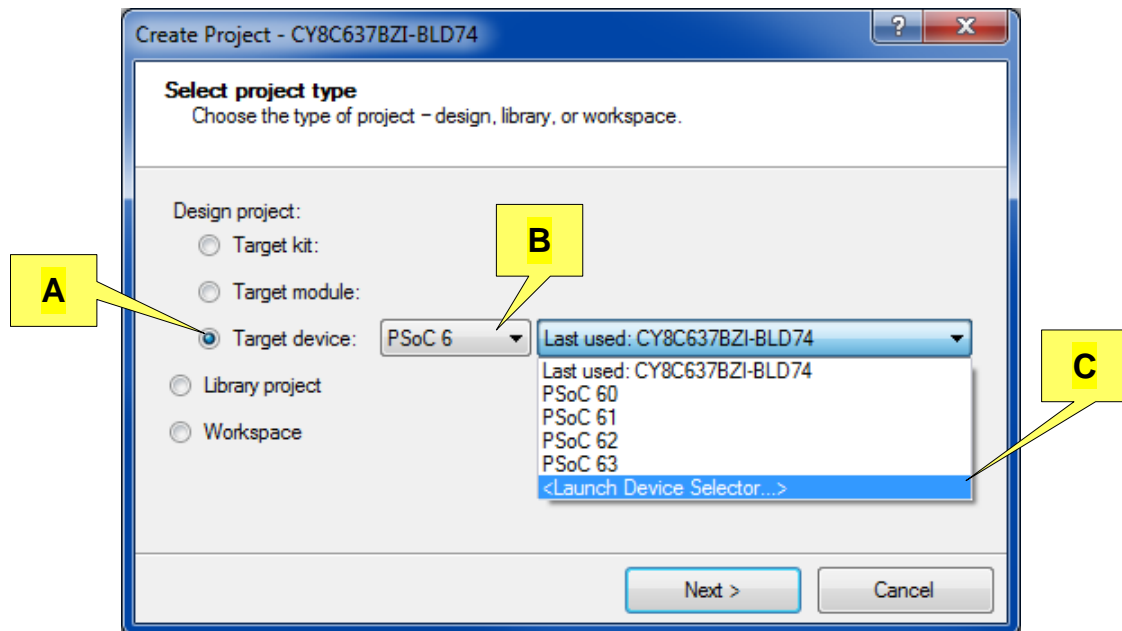 Create Project - CY8C637BZI-BLD74
?
X
Select project type
Choose the type of project – design, library, or workspace.
Design project:
Target kit:
B
A
Target module:
Target device:
PSoC 6
Last used: CY8C637BZI-BLD74
Last used: CY8C637BZI-BLD74
C
Library project
PSoC 60
PSoC 61
Workspace
PSoC 62
PSoC 63
<Launch Device Selector...>
Next >
Cancel